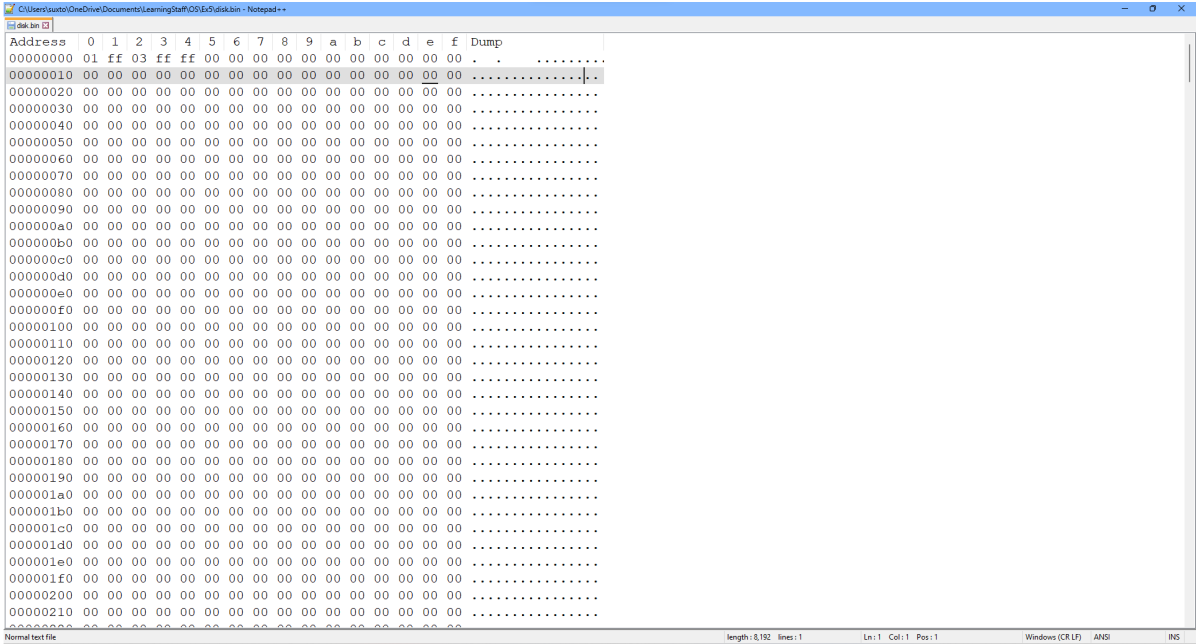 C:\Users\suxto\OneDrive\Documents\LearningStaff\OS\Ex5\disk.bin - Notepad++
disk.bin
Address 0 1 2 3 4 5 6 7 8 9 a b c d e f Dump
00000000 01 ff 03 ff ff 00 00 00 00 00 00 00 00 00 00 00 . . .........
00000010 00 00 00 00 00 00 00 00 00 00 00 00 00 00 00 00 ................
00000020 00 00 00 00 00 00 00 00 00 00 00 00 00 00 00 00 ................
00000030 00 00 00 00 00 00 00 00 00 00 00 00 00 00 00 00 ................
00000040 00 00 00 00 00 00 00 00 00 00 00 00 00 00 00 00 ................
00000050 00 00 00 00 00 00 00 00 00 00 00 00 00 00 00 00 ................
00000060 00 00 00 00 00 00 00 00 00 00 00 00 00 00 00 00 ................
00000070 00 00 00 00 00 00 00 00 00 00 00 00 00 00 00 00 ................
00000080 00 00 00 00 00 00 00 00 00 00 00 00 00 00 00 00 ................
00000090 00 00 00 00 00 00 00 00 00 00 00 00 00 00 00 00 ................
000000a0 00 00 00 00 00 00 00 00 00 00 00 00 00 00 00 00 ................
000000b0 00 00 00 00 00 00 00 00 00 00 00 00 00 00 00 00 ................
000000c0 00 00 00 00 00 00 00 00 00 00 00 00 00 00 00 00 ................
000000d0 00 00 00 00 00 00 00 00 00 00 00 00 00 00 00 00 ................
000000e0 00 00 00 00 00 00 00 00 00 00 00 00 00 00 00 00 ................
000000f0 00 00 00 00 00 00 00 00 00 00 00 00 00 00 00 00 ................
00000100 00 00 00 00 00 00 00 00 00 00 00 00 00 00 00 00 ................
00000110 00 00 00 00 00 00 00 00 00 00 00 00 00 00 00 00 ................
00000120 00 00 00 00 00 00 00 00 00 00 00 00 00 00 00 00 ................
00000130 00 00 00 00 00 00 00 00 00 00 00 00 00 00 00 00 ................
00000140 00 00 00 00 00 00 00 00 00 00 00 00 00 00 00 00 ................
00000150 00 00 00 00 00 00 00 00 00 00 00 00 00 00 00 00 ................
00000160 00 00 00 00 00 00 00 00 00 00 00 00 00 00 00 00 ................
00000170 00 00 00 00 00 00 00 00 00 00 00 00 00 00 00 00 ................
00000180 00 00 00 00 00 00 00 00 00 00 00 00 00 00 00 00 ................
00000190 00 00 00 00 00 00 00 00 00 00 00 00 00 00 00 00 ................
000001a0 00 00 00 00 00 00 00 00 00 00 00 00 00 00 00 00 ................
000001b0 00 00 00 00 00 00 00 00 00 00 00 00 00 00 00 00 ................
000001c0 00 00 00 00 00 00 00 00 00 00 00 00 00 00 00 00 ................
000001d0 00 00 00 00 00 00 00 00 00 00 00 00 00 00 00 00 ................
000001e0 00 00 00 00 00 00 00 00 00 00 00 00 00 00 00 00 ................
000001f0 00 00 00 00 00 00 00 00 00 00 00 00 00 00 00 00 ................
00000200 00 00 00 00 00 00 00 00 00 00 00 00 00 00 00 00 ................
00000210 00 00 00 00 00 00 00 00 00 00 00 00 00 00 00 00 ................
Normal text file length : 8,192 lines : 1 Ln : 1 Col : 1 Pos : 1 Windows (CR LF) ANSI INS